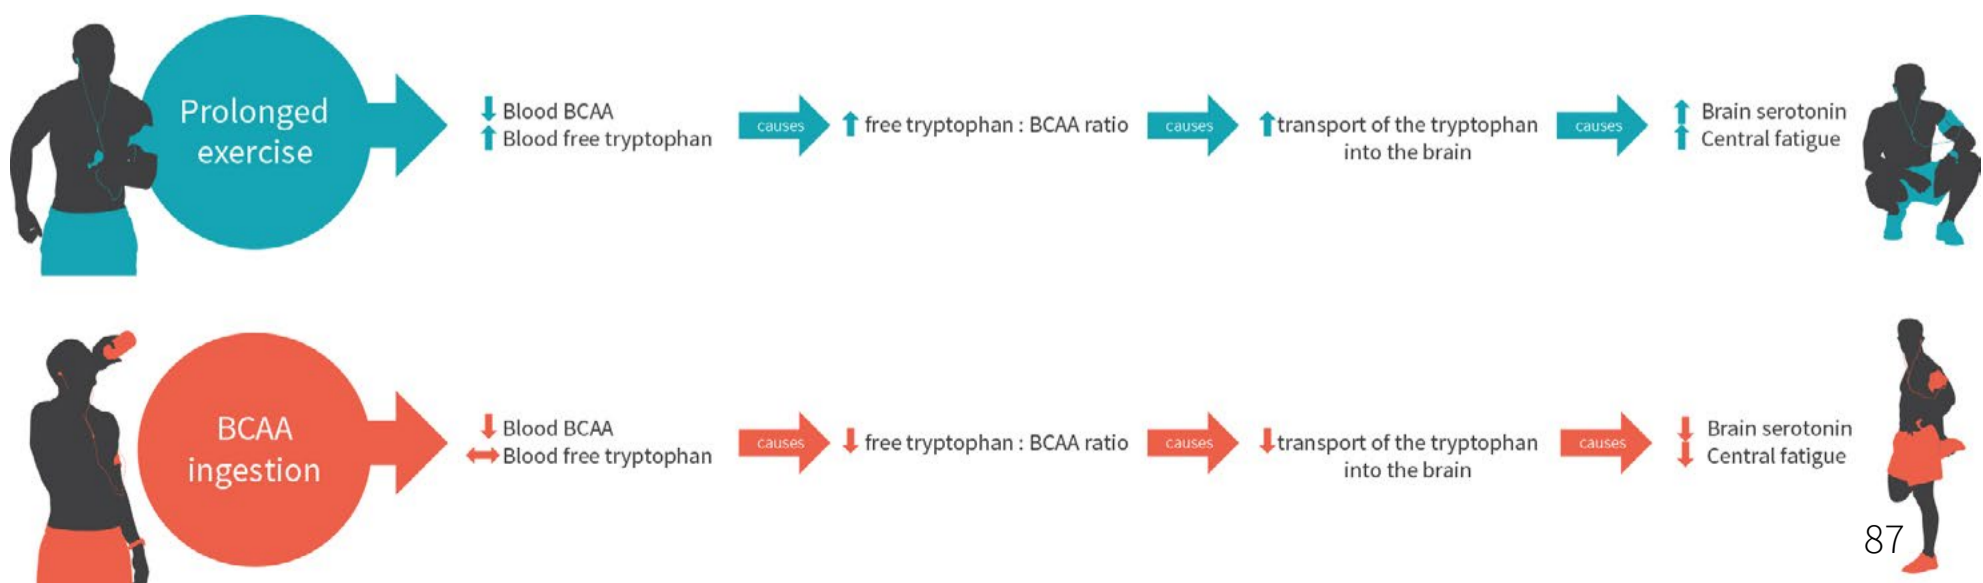 Prolonged
exercise
↓ Blood BCAA
↑ Blood free tryptophan
causes
↑ free tryptophan : BCAA ratio
causes
↑ transport of the tryptophan
into the brain
causes
↑ Brain serotonin
↑ Central fatigue
BCAA
ingestion
↓ Blood BCAA
↔ Blood free tryptophan
causes
↓ free tryptophan : BCAA ratio
causes
↓ transport of the tryptophan
into the brain
causes
↓ Brain serotonin
↓ Central fatigue
87